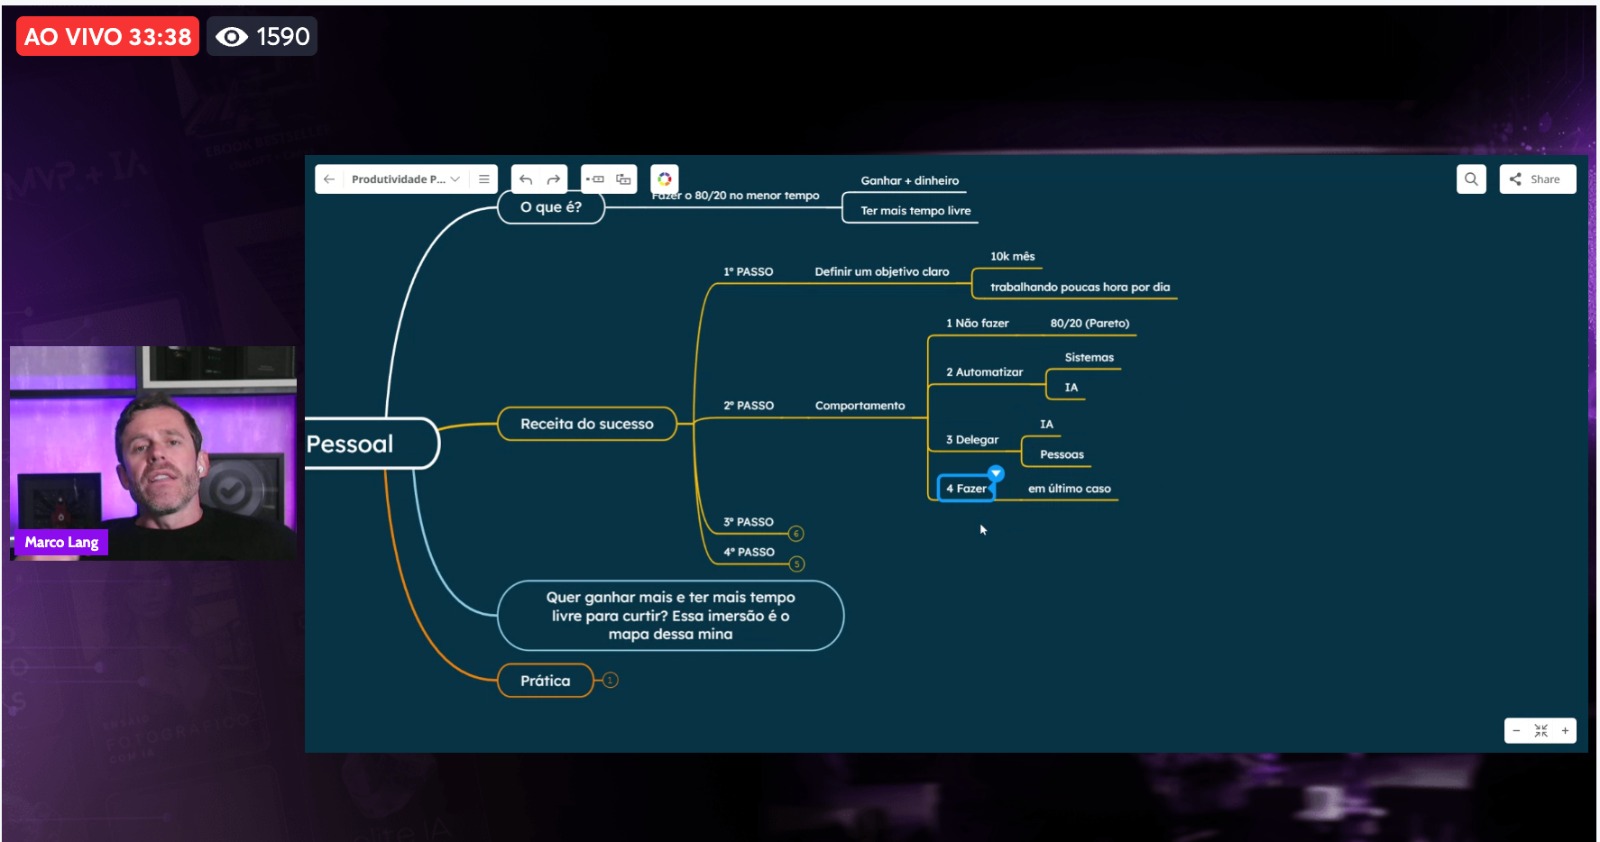 AO VIVO 33:38
1590
Produtividade P...
Share
O que é?
Fazer o 80/20 no menor tempo
Ganhar + dinheiro
Ter mais tempo livre
1º PASSO
Definir um objetivo claro
10k mês
trabalhando poucas hora por dia
1 Não fazer
80/20 (Pareto)
2 Automatizar
Sistemas
IA
2º PASSO
Comportamento
3 Delegar
IA
Pessoas
4 Fazer
em último caso
Receita do sucesso
Pessoal
3º PASSO
6
4º PASSO
5
Quer ganhar mais e ter mais tempo
livre para curtir? Essa imersão é o
mapa dessa mina
Prática
1
Marco Lang